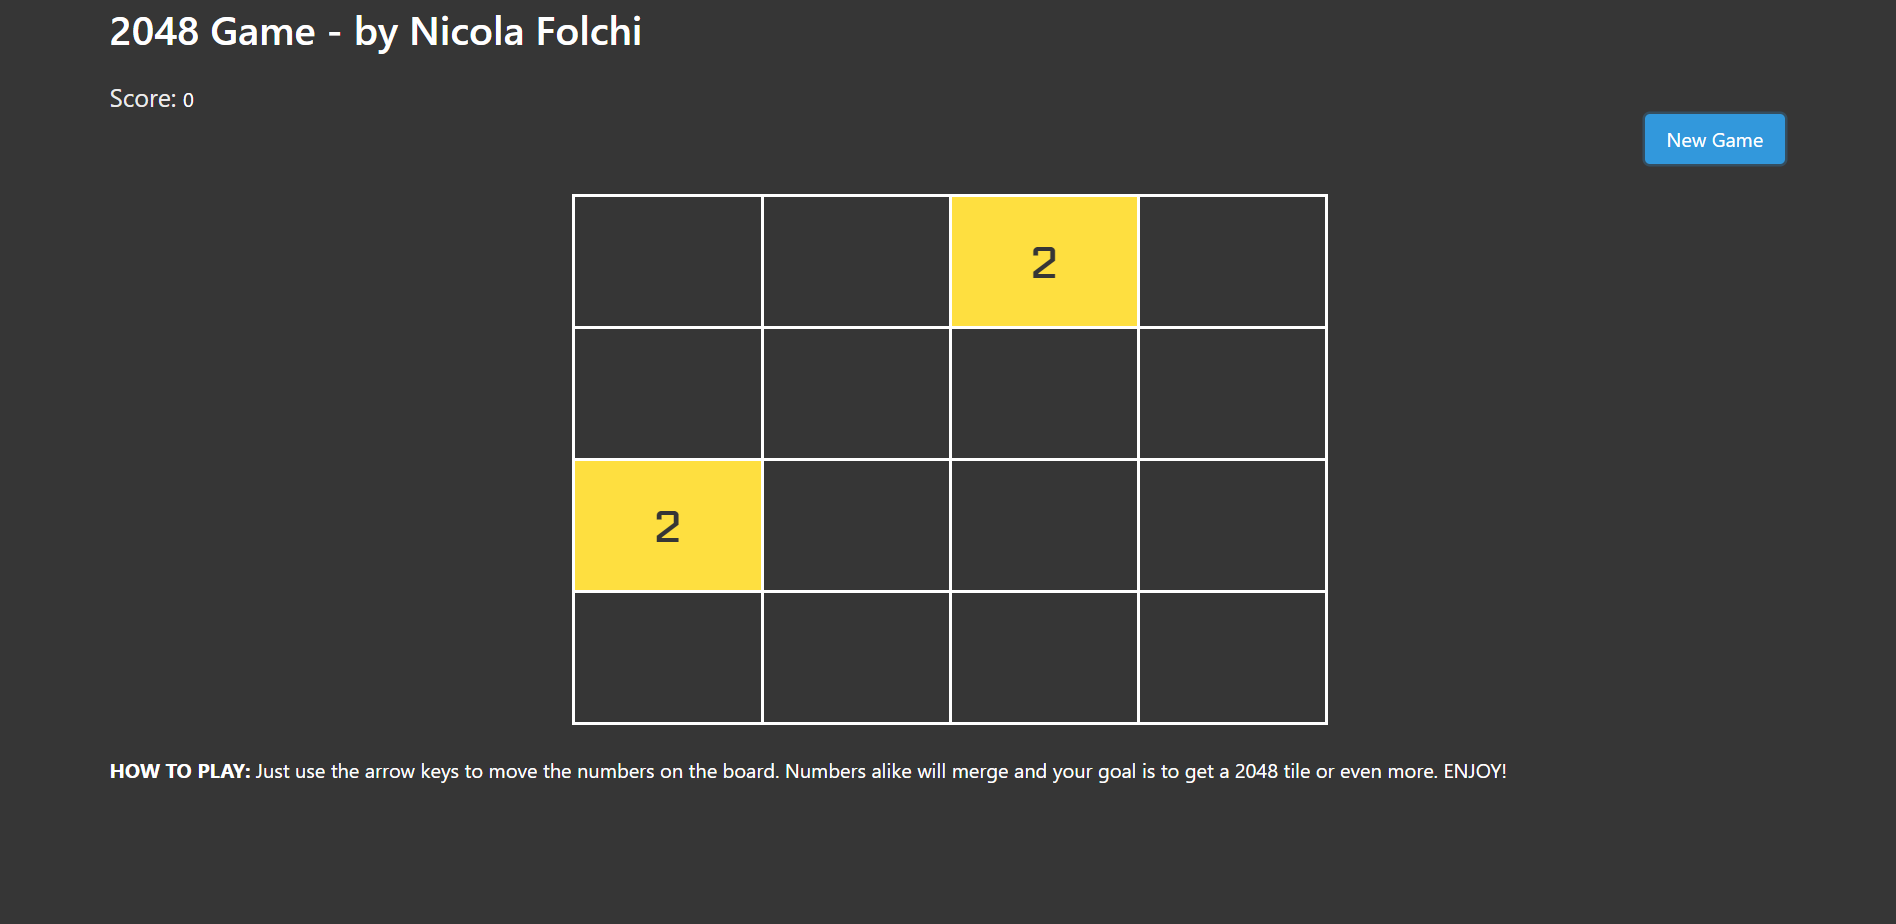 2048 Game - by Nicola Folchi
Score: 0
New Game
2
2
HOW TO PLAY: Just use the arrow keys to move the numbers on the board. Numbers alike will merge and your goal is to get a 2048 tile or even more. ENJOY!